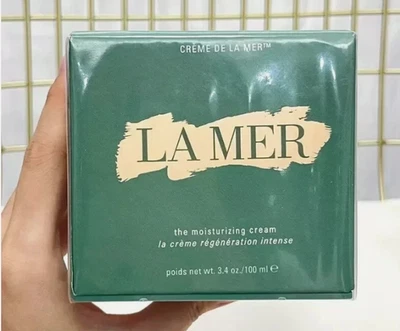 CRÈME DE LA MER™
LA MER
the moisturizing cream
la crème régénération intense
poids net wt. 3.4 oz./100 ml ℮